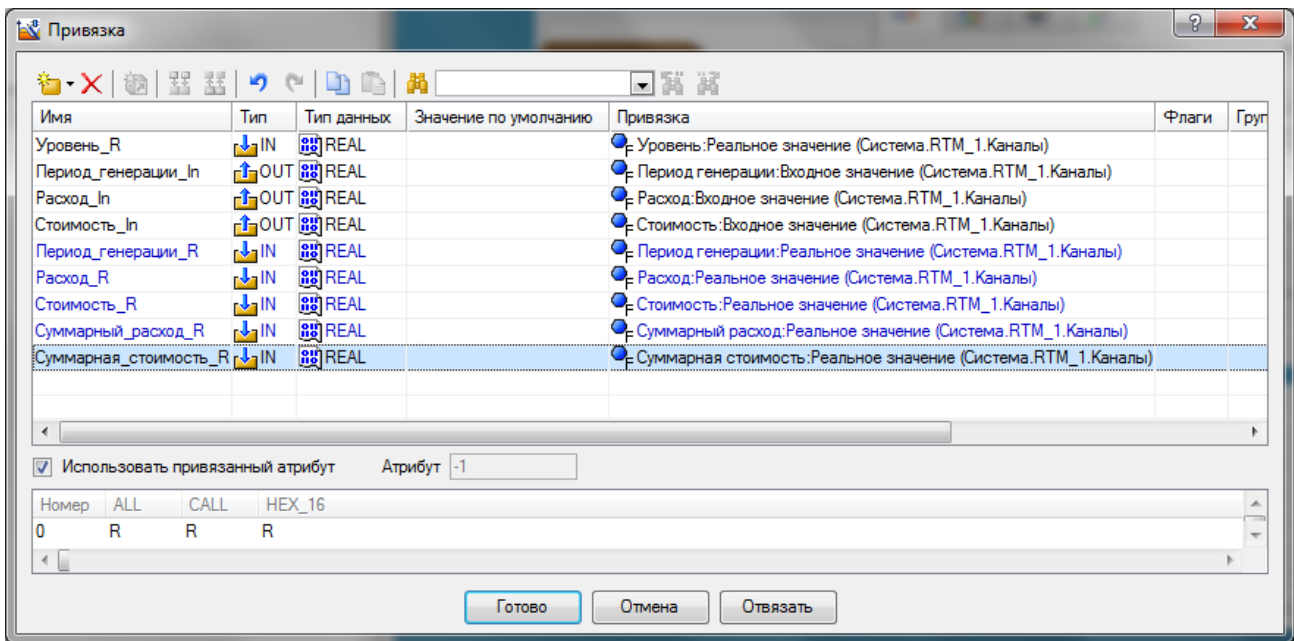 Привязка
Имя Тип Тип данных Значение по умолчанию Привязка Флаги Груп
Уровень_R IN REAL F Уровень:Реальное значение (Система.RTM_1.Каналы)
Период_генерации_In OUT REAL F Период генерации:Входное значение (Система.RTM_1.Каналы)
Расход_In OUT REAL F Расход:Входное значение (Система.RTM_1.Каналы)
Стоимость_In OUT REAL F Стоимость:Входное значение (Система.RTM_1.Каналы)
Период_генерации_R IN REAL F Период генерации:Реальное значение (Система.RTM_1.Каналы)
Расход_R IN REAL F Расход:Реальное значение (Система.RTM_1.Каналы)
Стоимость_R IN REAL F Стоимость:Реальное значение (Система.RTM_1.Каналы)
Суммарный_расход_R IN REAL F Суммарный расход:Реальное значение (Система.RTM_1.Каналы)
Суммарная_стоимость_R IN REAL F Суммарная стоимость:Реальное значение (Система.RTM_1.Каналы)
Использовать привязанный атрибут Атрибут -1
Номер ALL CALL HEX_16
0 R R R
Готово Отмена Отвязать